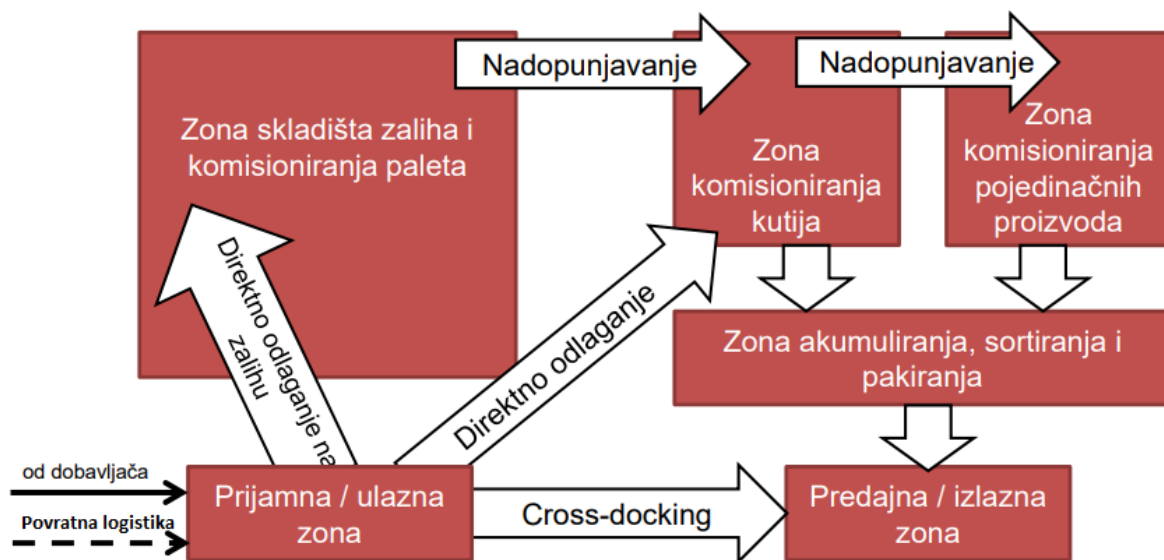 Nadopunjavanje
Nadopunjavanje
Zona skladišta zaliha i
komisioniranja paleta
Zona
komisioniranja
kutija
Zona
komisioniranja
pojedinačnih
proizvoda
Direktno odlaganje na
zalihu
Direktno odlaganje
Zona akumuliranja, sortiranja i
pakiranja
od dobavljača
Povratna logistika
Prijamna / ulazna
zona
Cross-docking
Predajna / izlazna
zona